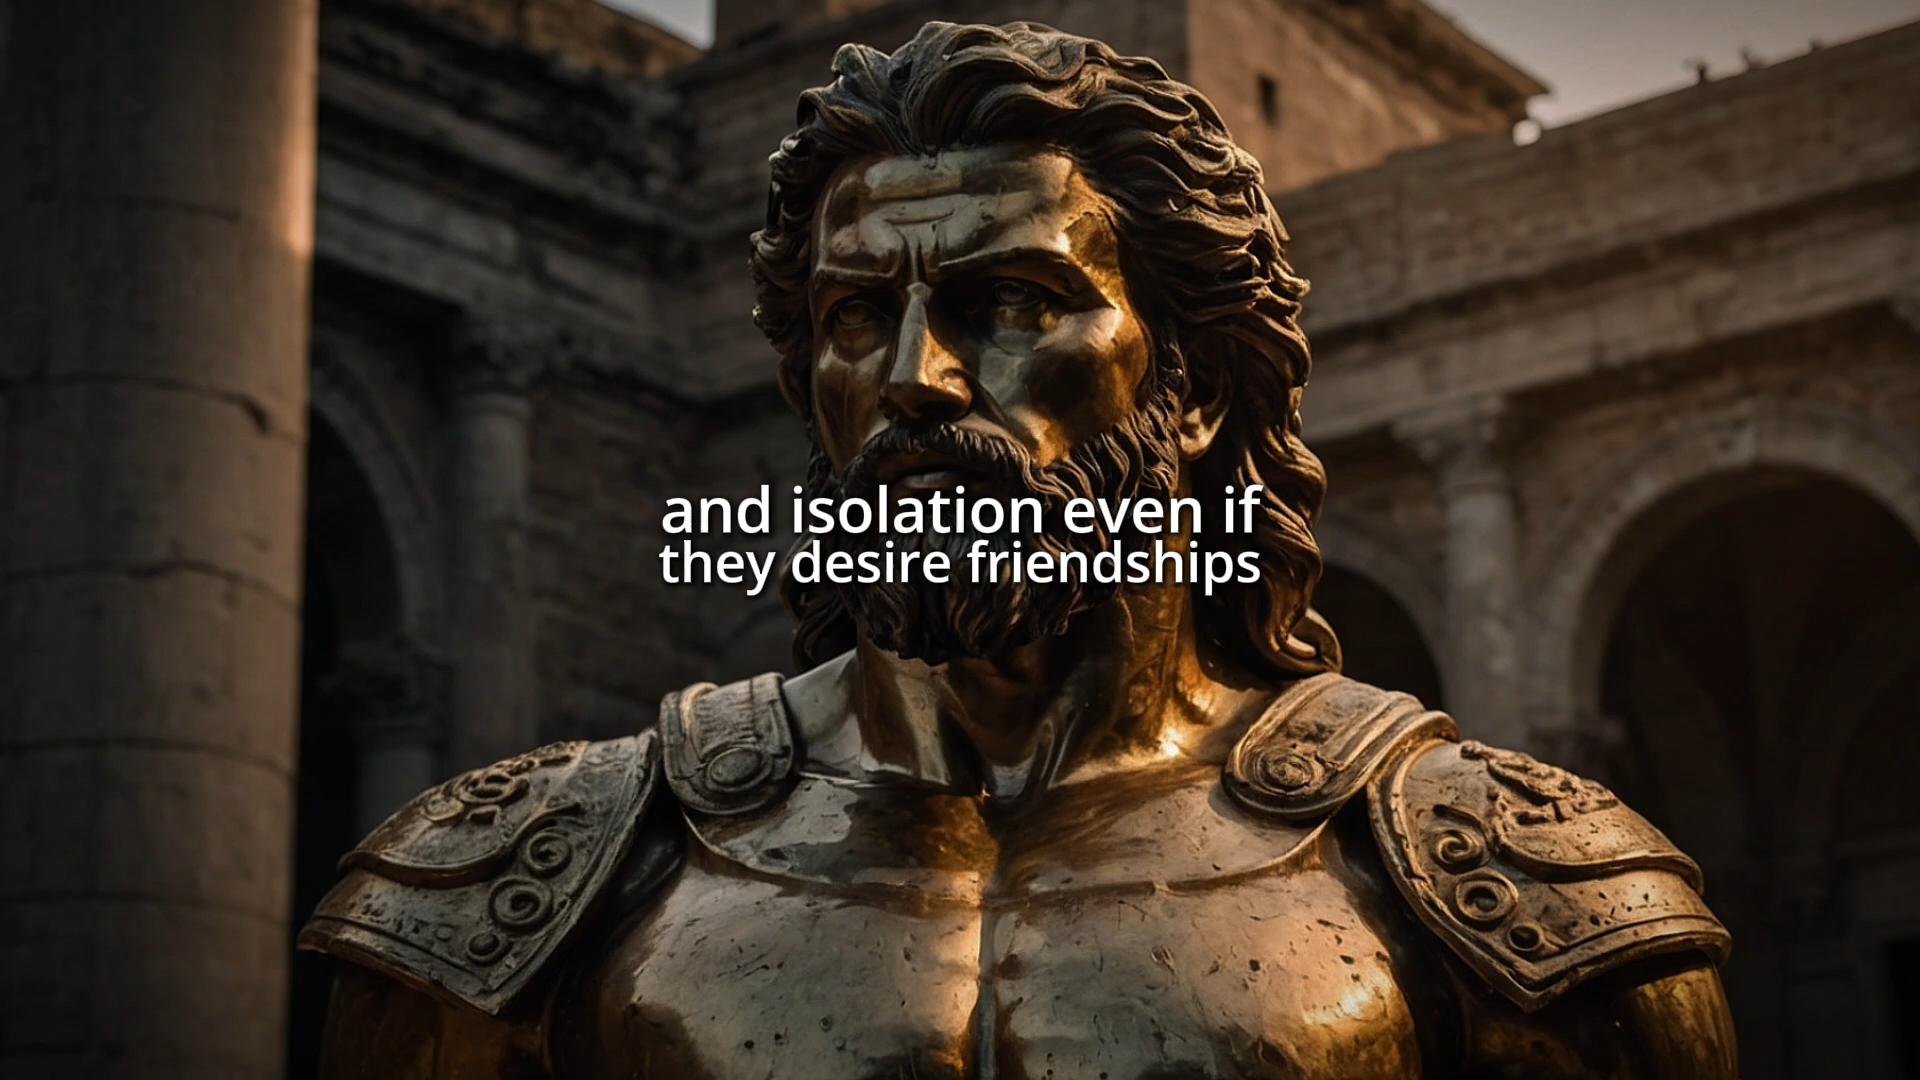 and isolation even if
they desire friendships